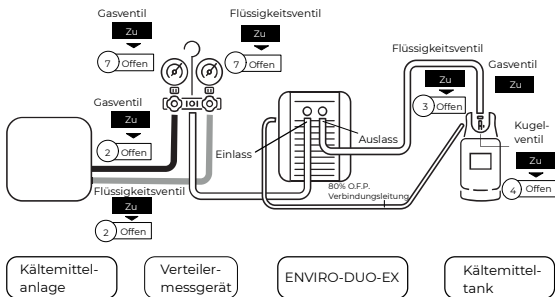 Gasventil
Zu
7 Offen
Flüssigkeitsventil
Zu
7 Offen
Gasventil
Zu
2 Offen
Flüssigkeitsventil
Zu
2 Offen
IOI
Einlass
Auslass
80% O.F.P.
Verbindungsleitung
Flüssigkeitsventil
Zu
3 Offen
Gasventil
Zu
Kugel-
ventil
Zu
4 Offen
Kältemittel-
anlage
Verteiler-
messgerät
ENVIRO-DUO-EX
Kältemittel-
tank